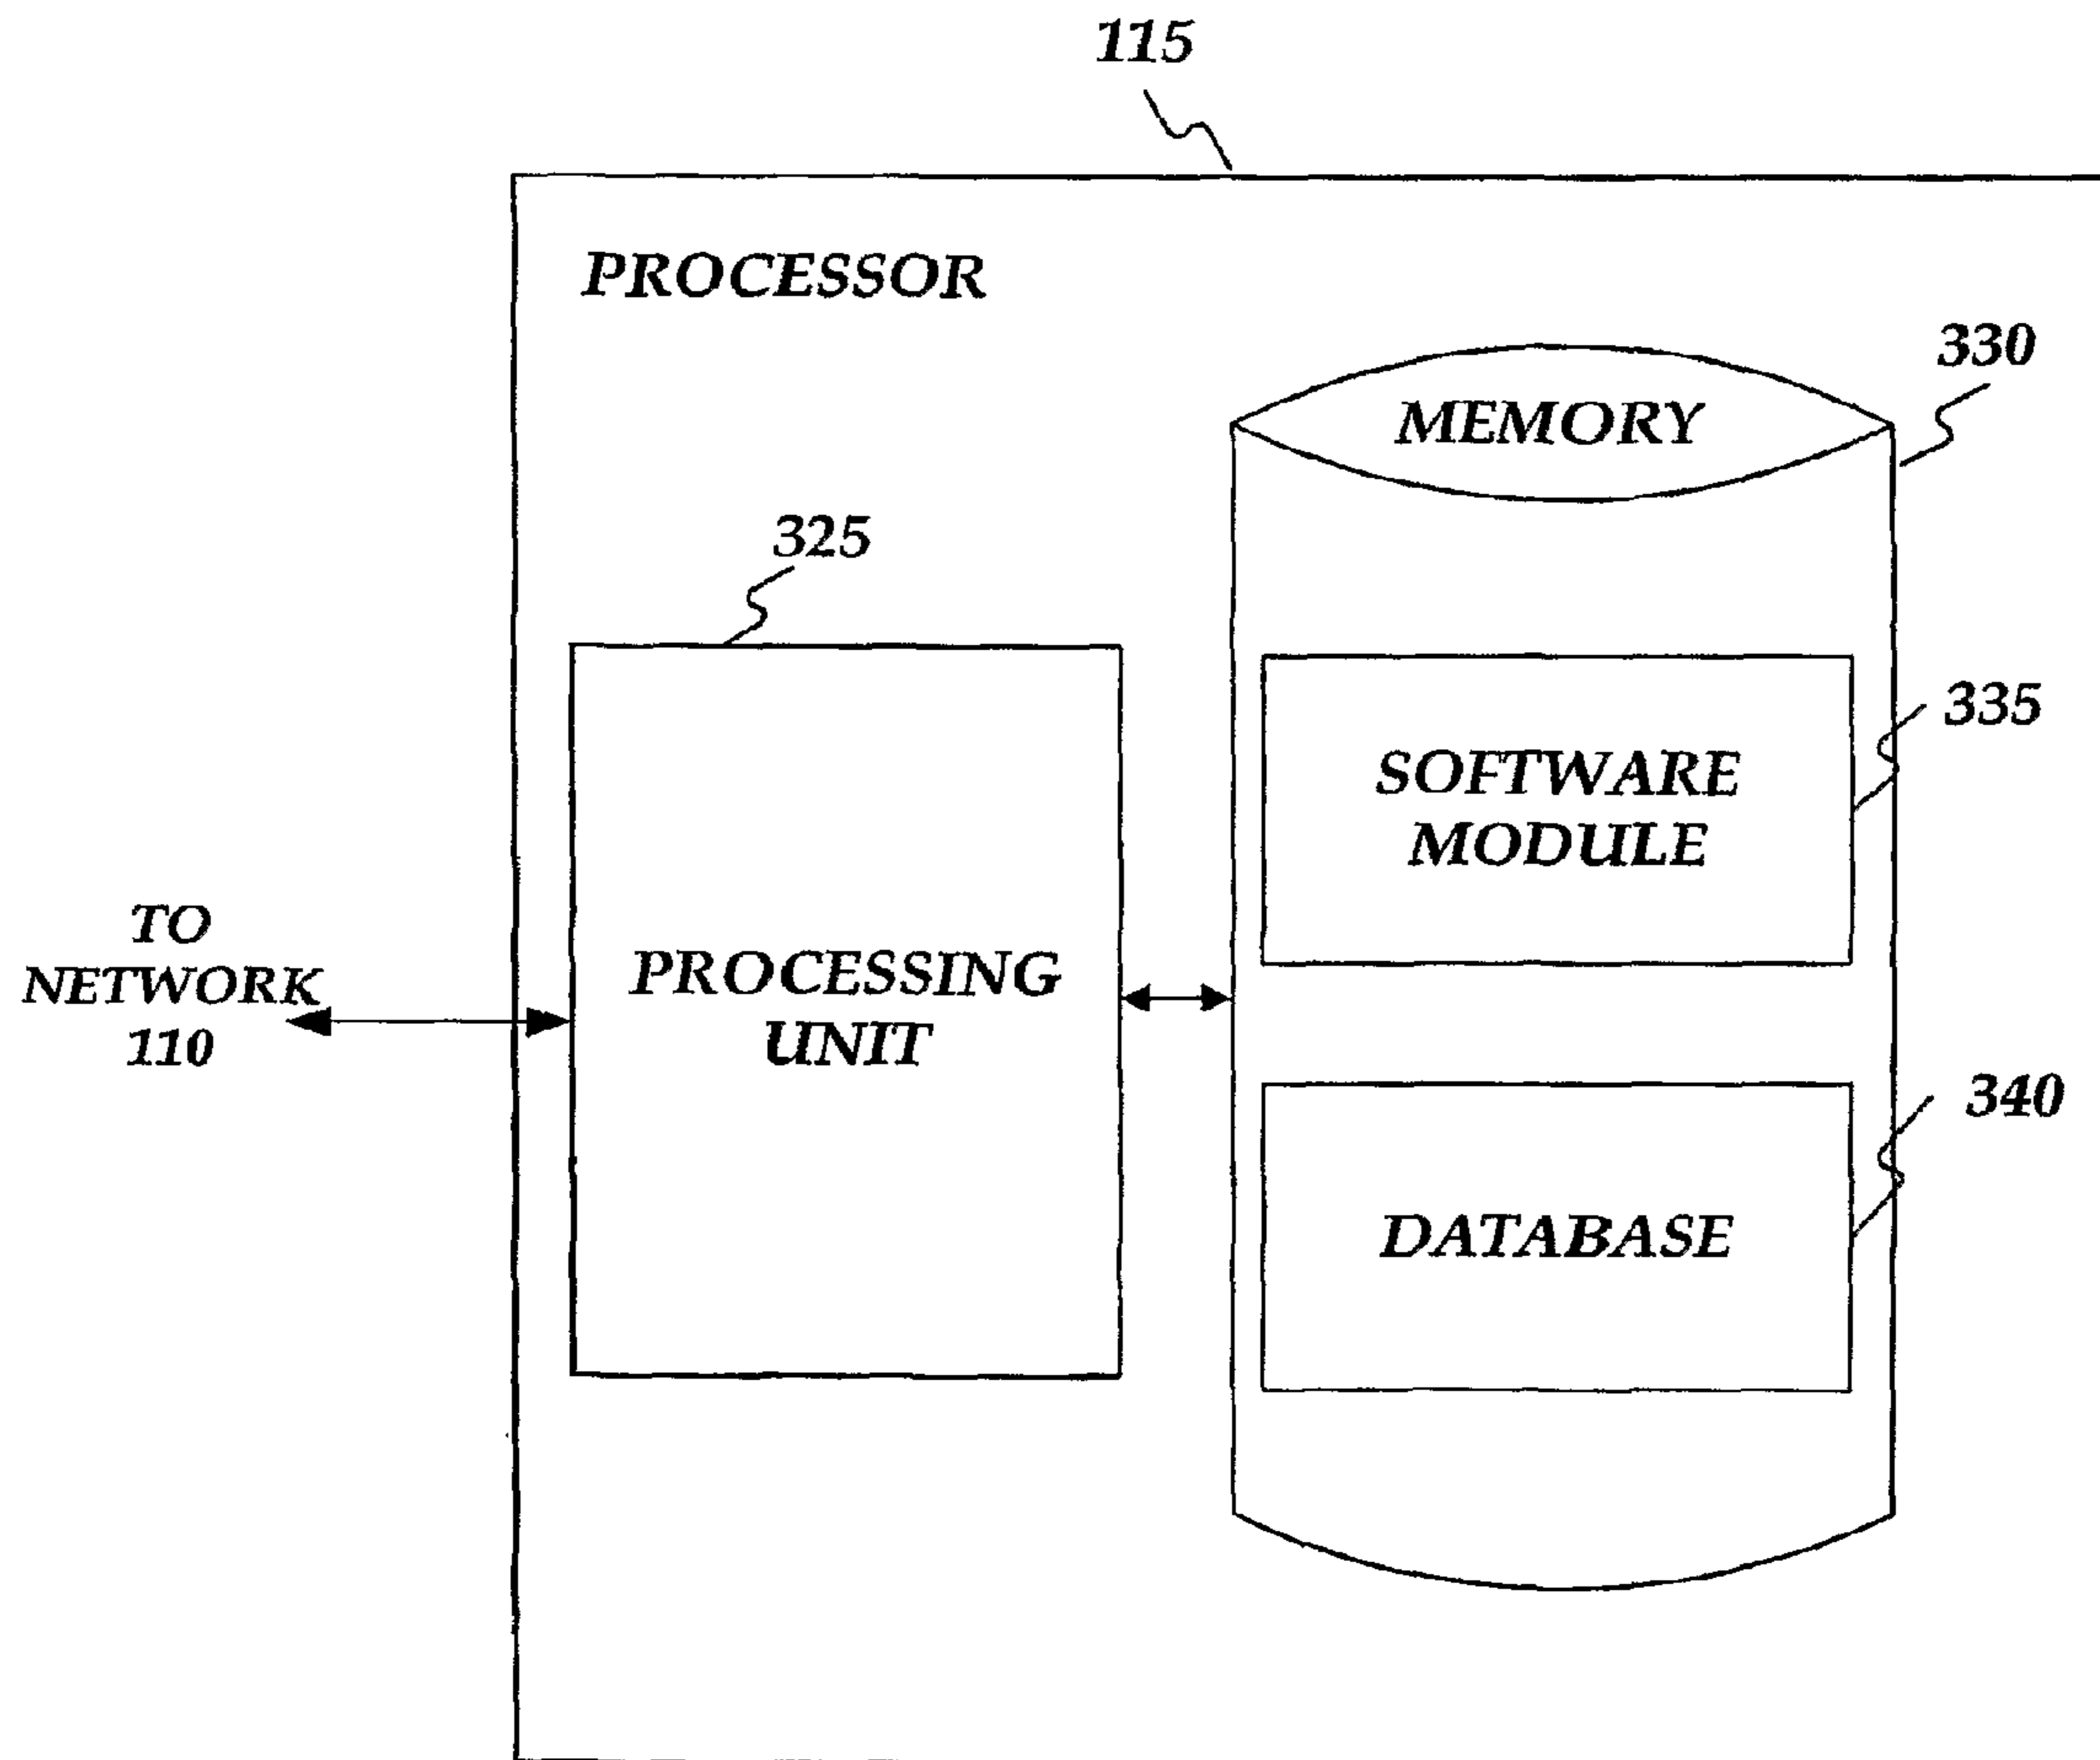 115
PROCESSOR
330
MEMORY
325
335
SOFTWARE
MODULE
TO
NETWORK
110
PROCESSING
UNIT
340
DATABASE